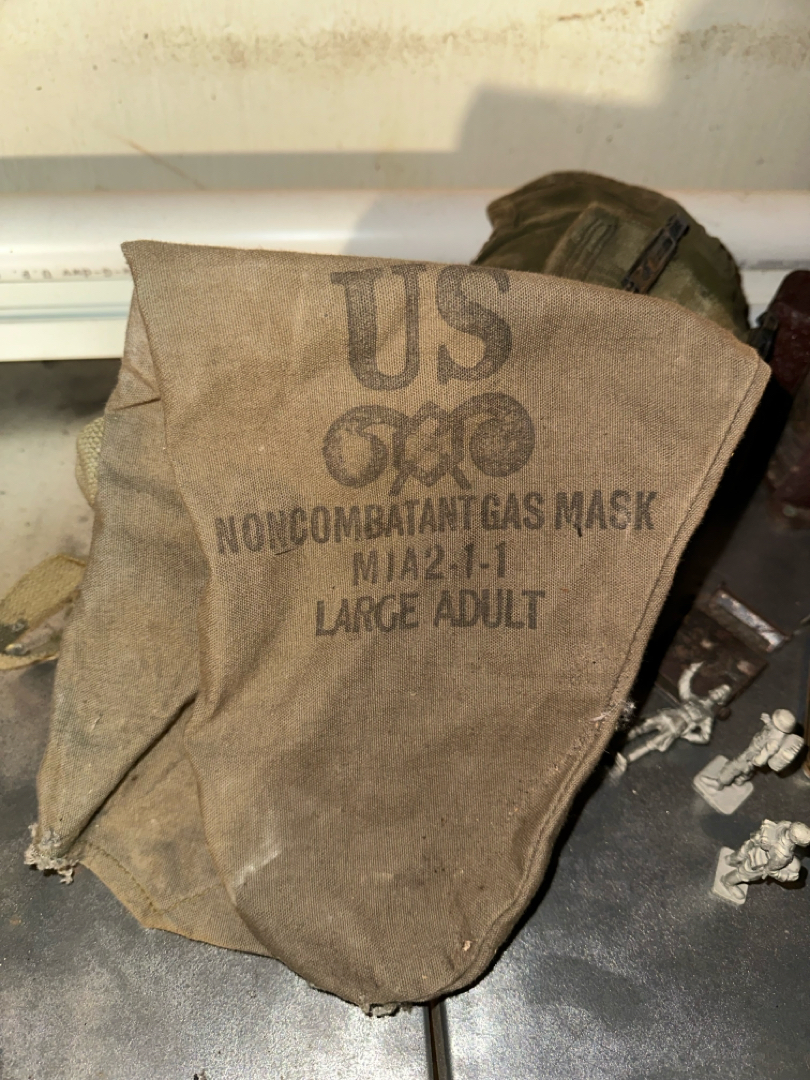 US
NONCOMBATANT GAS MASK
M1A2-1-1
LARGE ADULT